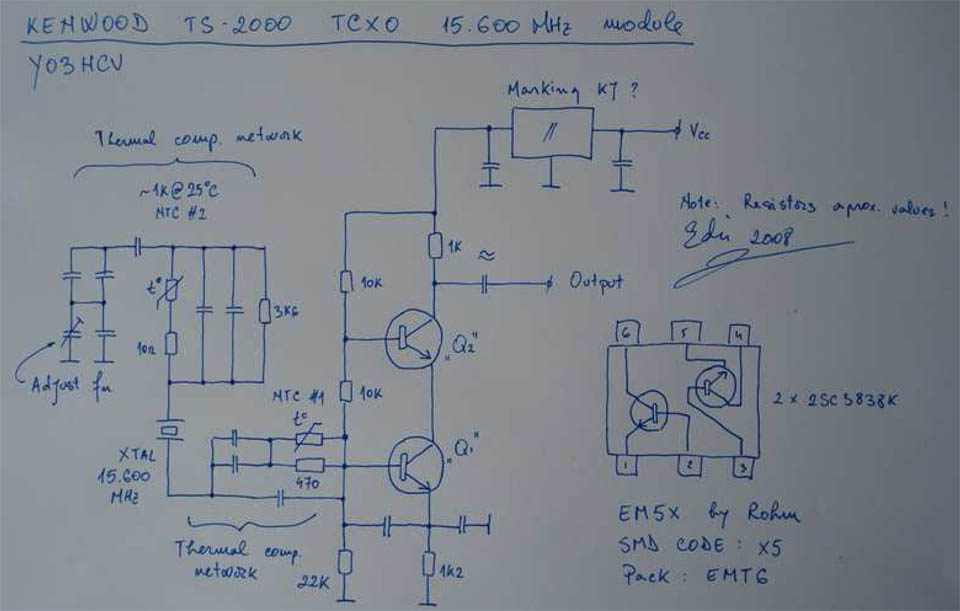 KENWOOD TS-2000 TCXO 15.600 MHz module
YO3HCV
Marking K7 ?
Vcc
Thermal comp. network
~1K@25°C
NTC #2
Note: Resistors aprox. values!
Edi 2008
1K
≈
10K
Output
t°
3K6
10Ω
"Q2"
Adjust fn
NTC #1
10K
t°
"Q1"
XTAL
15.600
MHz
470
Thermal comp.
network
22K
1K2
6 5 4
2 x 2SC3838K
1 2 3
EM5X by Rohm
SMD CODE: X5
Pack: EMT6